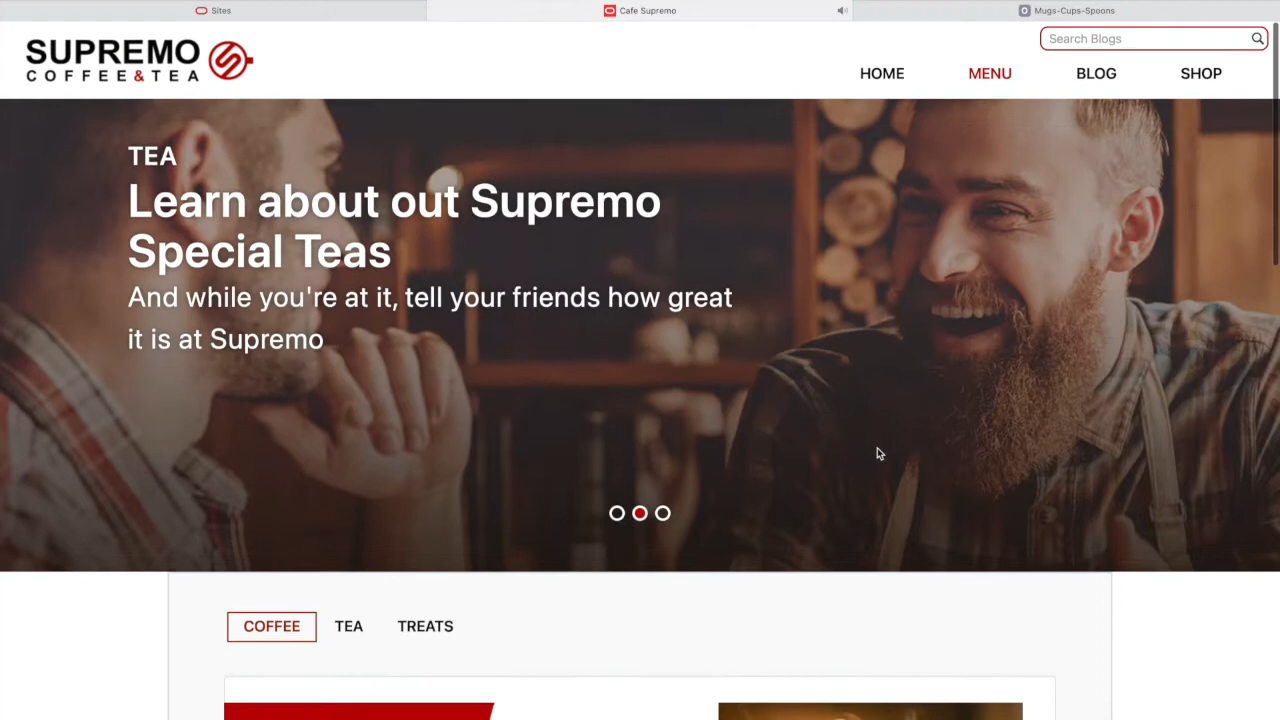 Sites
Cafe Supremo
Mugs-Cups-Spoons
SUPREMO
COFFEE&TEA
Search Blogs
HOME MENU BLOG SHOP
TEA
Learn about out Supremo
Special Teas
And while you're at it, tell your friends how great
it is at Supremo
COFFEE TEA TREATS